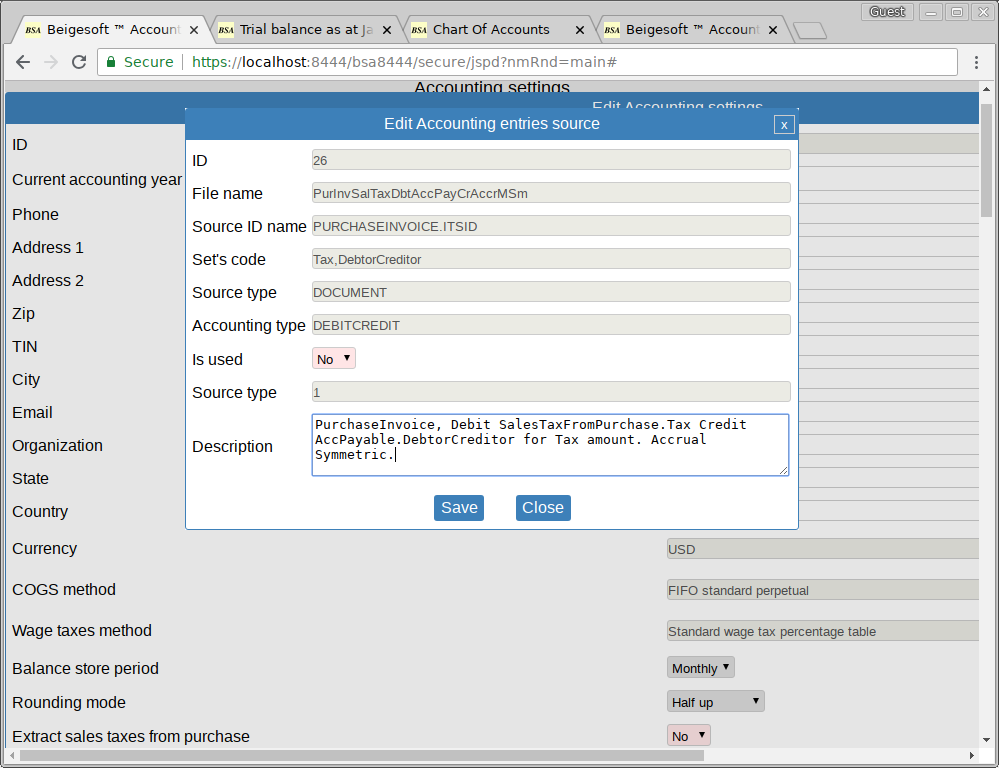 Guest
BSA Beigesoft ™ Account
BSA Trial balance as at Ja
BSA Chart Of Accounts
BSA Beigesoft ™ Account
Secure https://localhost:8444/bsa8444/secure/jspd?nmRnd=main#
Accounting settings
Edit Accounting settings
Edit Accounting entries source
x
ID
26
File name
PurInvSalTaxDbtAccPayCrAccrMSm
Source ID name
PURCHASEINVOICE.ITSID
Set's code
Tax,DebtorCreditor
Source type
DOCUMENT
Accounting type
DEBITCREDIT
Is used
No
Source type
1
Description
PurchaseInvoice, Debit SalesTaxFromPurchase.Tax Credit
AccPayable.DebtorCreditor for Tax amount. Accrual
Symmetric.
Save
Close
ID
Current accounting year
Phone
Address 1
Address 2
Zip
TIN
City
Email
Organization
State
Country
Currency
USD
COGS method
FIFO standard perpetual
Wage taxes method
Standard wage tax percentage table
Balance store period
Monthly
Rounding mode
Half up
Extract sales taxes from purchase
No